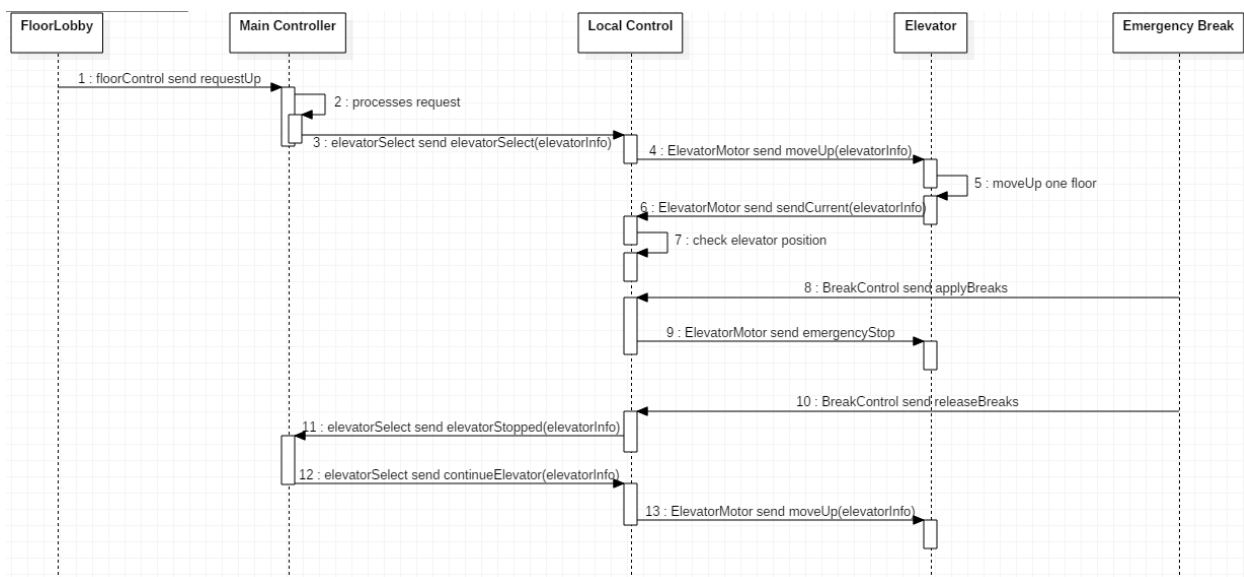 FloorLobby
Main Controller
Local Control
Elevator
Emergency Break
1 : floorControl send requestUp
2 : processes request
3 : elevatorSelect send elevatorSelect(elevatorInfo)
4 : ElevatorMotor send moveUp(elevatorInfo)
5 : moveUp one floor
6 : ElevatorMotor send sendCurrent(elevatorInfo)
7 : check elevator position
8 : BreakControl send applyBreaks
9 : ElevatorMotor send emergencyStop
10 : BreakControl send releaseBreaks
11 : elevatorSelect send elevatorStopped(elevatorInfo)
12 : elevatorSelect send continueElevator(elevatorInfo)
13 : ElevatorMotor send moveUp(elevatorInfo)